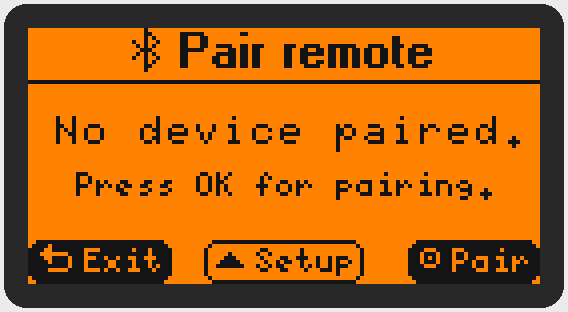 Pair remote
No device paired.
Press OK for pairing.
Exit
Setup
Pair